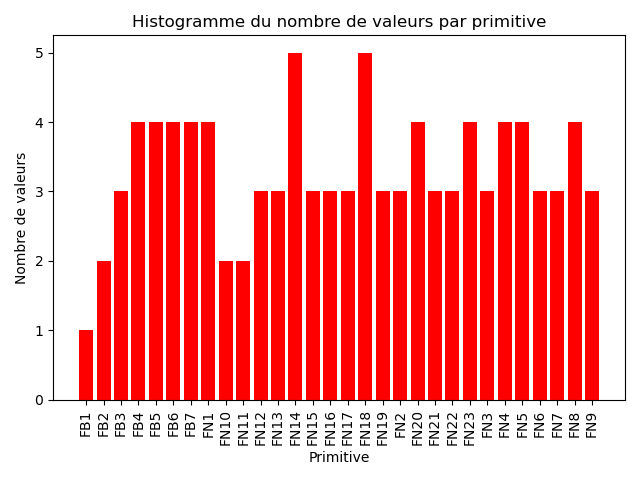 Histogramme du nombre de valeurs par primitive
Nombre de valeurs
5
4
3
2
1
0
FB1 FB2 FB3 FB4 FB5 FB6 FB7 FN1 FN10 FN11 FN12 FN13 FN14 FN15 FN16 FN17 FN18 FN19 FN2 FN20 FN21 FN22 FN23 FN3 FN4 FN5 FN6 FN7 FN8 FN9
Primitive